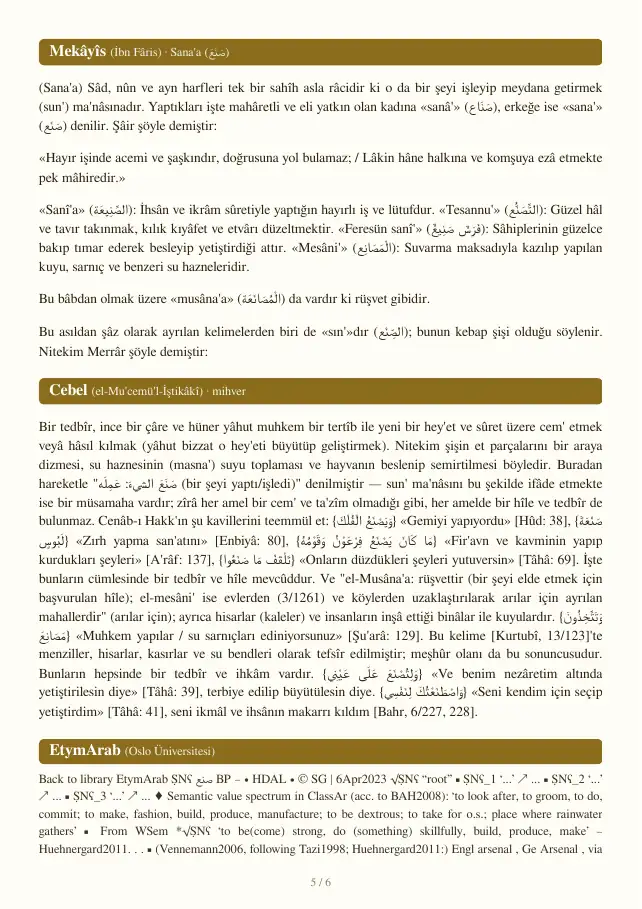 Mekâyîs (İbn Fâris) · Sana'a (صَنَعَ)
(Sana'a) Sâd, nûn ve ayn harfleri tek bir sahîh asla râcidir ki o da bir şeyi işleyip meydana getirmek
(sun') ma'nâsınadır. Yaptıkları işte mahâretli ve eli yatkın olan kadına «sanâ'» (صَنَاع), erkeğe ise «sana'»
(صَنَع) denilir. Şâir şöyle demiştir:
«Hayır işinde acemi ve şaşkındır, doğrusuna yol bulamaz; / Lâkin hâne halkına ve komşuya ezâ etmekte
pek mâhiredir.»
«Sanî'a» (الصَّنِيعَة): İhsân ve ikrâm sûretiyle yaptığın hayırlı iş ve lütufdur. «Tesannu'» (التَّصَنُّع): Güzel hâl
ve tavır takınmak, kılık kıyâfet ve etvârı düzeltmektir. «Feresün sanî'» (فَرَسٌ صَنِيعٌ): Sâhiplerinin güzelce
bakıp tımar ederek besleyip yetiştirdiği attır. «Mesâni'» (الْمَصَانِع): Suvarma maksadıyla kazılıp yapılan
kuyu, sarnıç ve benzeri su hazneleridir.
Bu bâbdan olmak üzere «musâna'a» (الْمُصَانَعَة) da vardır ki rüşvet gibidir.
Bu asıldan şâz olarak ayrılan kelimelerden biri de «sın'»dır (الصِّنْع); bunun kebap şişi olduğu söylenir.
Nitekim Merrâr şöyle demiştir:
Cebel (el-Mu'cemü'l-İştikâkî) · mihver
Bir tedbîr, ince bir çâre ve hüner yâhut muhkem bir tertîb ile yeni bir hey'et ve sûret üzere cem' etmek
veyâ hâsıl kılmak (yâhut bizzat o hey'eti büyütüp geliştirmek). Nitekim şişin et parçalarını bir araya
dizmesi, su haznesinin (masna') suyu toplaması ve hayvanın beslenip semirtilmesi böyledir. Buradan
hareketle "صَنَعَ الشيءَ: عَمِلَه (bir şeyi yaptı/işledi)" denilmiştir — sun' ma'nâsını bu şekilde ifâde etmekte
ise bir müsamaha vardır; zîrâ her amel bir cem' ve ta'zîm olmadığı gibi, her amelde bir hîle ve tedbîr de
bulunmaz. Cenâb-ı Hakk'ın şu kavillerini teemmül et: {وَيَصْنَعُ الْفُلْكَ} «Gemiyi yapıyordu» [Hûd: 38], {صَنْعَةَ
لَبُوسٍ} «Zırh yapma san'atını» [Enbiyâ: 80], {مَا كَانَ يَصْنَعُ فِرْعَوْنُ وَقَوْمُهُ} «Fir'avn ve kavminin yapıp
kurdukları şeyleri» [A'râf: 137], {تَلْقَفْ مَا صَنَعُوا} «Onların düzdükleri şeyleri yutuversin» [Tâhâ: 69]. İşte
bunların cümlesinde bir tedbîr ve hîle mevcûddur. Ve "el-Musâna'a: rüşvettir (bir şeyi elde etmek için
başvurulan hîle); el-mesâni' ise evlerden (3/1261) ve köylerden uzaklaştırılarak arılar için ayrılan
mahallerdir" (arılar için); ayrıca hisarlar (kaleler) ve insanların inşâ ettiği binâlar ile kuyulardır. {وَتَتَّخِذُونَ
مَصَانِعَ} «Muhkem yapılar / su sarnıçları ediniyorsunuz» [Şu'arâ: 129]. Bu kelime [Kurtubî, 13/123]'te
menziller, hisarlar, kasırlar ve su bendleri olarak tefsîr edilmiştir; meşhûr olanı da bu sonuncusudur.
Bunların hepsinde bir tedbîr ve ihkâm vardır. {وَلِتُصْنَعَ عَلَى عَيْنِي} «Ve benim nezâretim altında
yetiştirilesin diye» [Tâhâ: 39], terbiye edilip büyütülesin diye. {وَاصْطَنَعْتُكَ لِنَفْسِي} «Seni kendim için seçip
yetiştirdim» [Tâhâ: 41], seni ikmâl ve ihsânın makarrı kıldım [Bahr, 6/227, 228].
EtymArab (Oslo Üniversitesi)
Back to library EtymArab ṢNʕ صنع BP – • HDAL • © SG | 6Apr2023 √ṢNʕ “root” ▪ ṢNʕ_1 ‘...’ ↗ ... ▪ ṢNʕ_2 ‘...’
↗ ... ▪ ṢNʕ_3 ‘...’ ↗ ... ♦ Semantic value spectrum in ClassAr (acc. to BAH2008): ‘to look after, to groom, to do,
commit; to make, fashion, build, produce, manufacture; to be dextrous; to take for o.s.; place where rainwater
gathers’ ▪ From WSem *√ṢNʕ ‘to be(come) strong, do (something) skillfully, build, produce, make’ –
Huehnergard2011. . . ▪ (Vennemann2006, following Tazi1998; Huehnergard2011:) Engl arsenal , Ge Arsenal , via
5 / 6